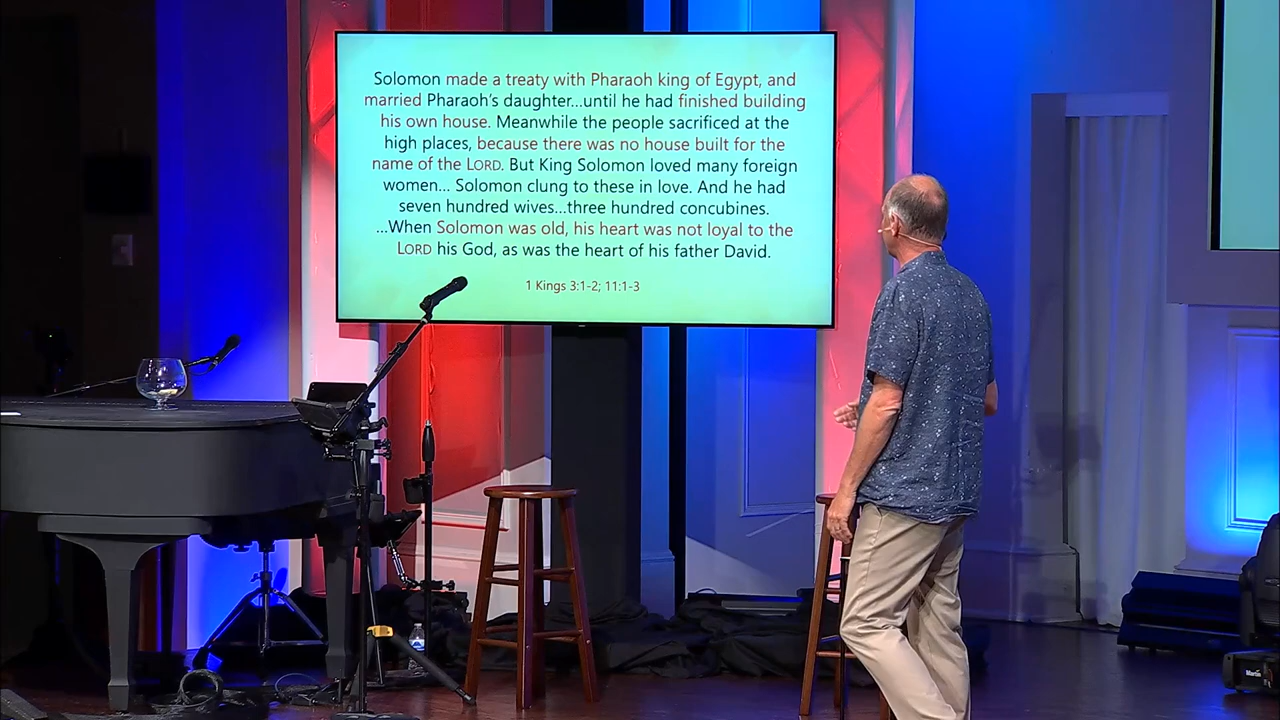 Solomon made a treaty with Pharaoh king of Egypt, and
married Pharaoh's daughter...until he had finished building
his own house. Meanwhile the people sacrificed at the
high places, because there was no house built for the
name of the LORD. But King Solomon loved many foreign
women... Solomon clung to these in love. And he had
seven hundred wives...three hundred concubines.
...When Solomon was old, his heart was not loyal to the
LORD his God, as was the heart of his father David.
1 Kings 3:1-2; 11:1-3
Martin